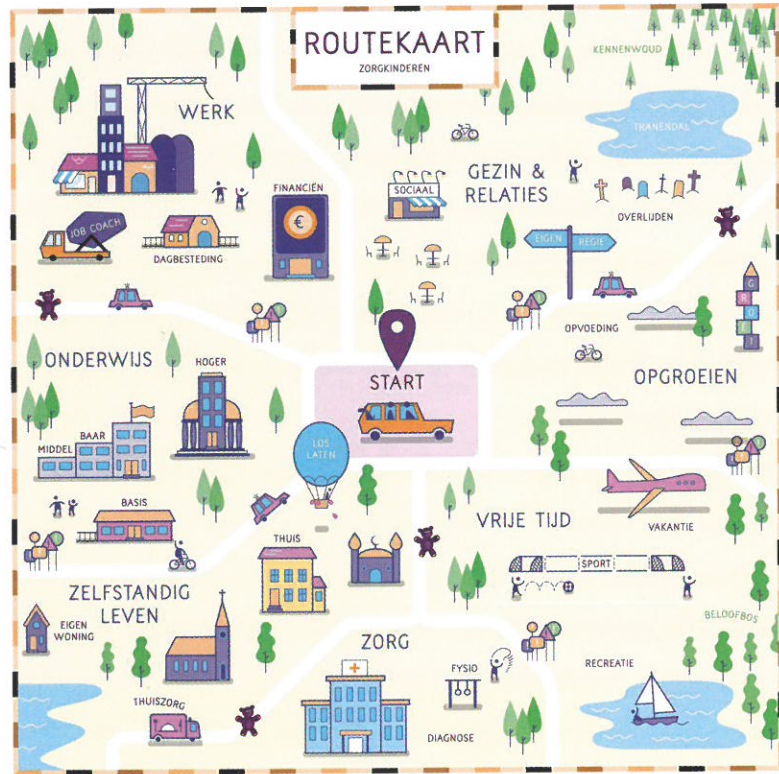 ROUTEKAART
ZORGKINDEREN
KENNENWOUD
TRANENDAL
WERK
JOB COACH
DAGBESTEDING
FINANCIËN
€
SOCIAAL
GEZIN &
RELATIES
OVERLIJDEN
EIGEN REGIE
OPVOEDING
GROEI
OPGROEIEN
START
ONDERWIJS
HOGER
MIDDEL
BAAR
BASIS
LOS
LATEN
THUIS
VRIJE TIJD
VAKANTIE
SPORT
ZELFSTANDIG
LEVEN
EIGEN
WONING
THUISZORG
ZORG
FYSIO
DIAGNOSE
RECREATIE
BELOOFBOS